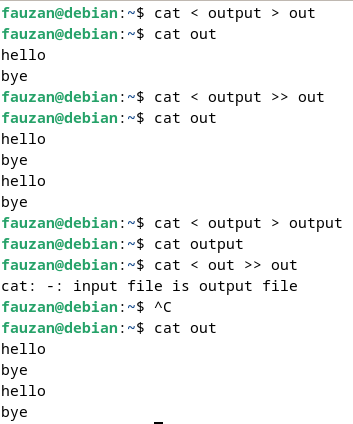 fauzan@debian:~$ cat < output > out
fauzan@debian:~$ cat out
hello
bye
fauzan@debian:~$ cat < output >> out
fauzan@debian:~$ cat out
hello
bye
hello
bye
fauzan@debian:~$ cat < output > output
fauzan@debian:~$ cat output
fauzan@debian:~$ cat < out >> out
cat: -: input file is output file
fauzan@debian:~$ ^C
fauzan@debian:~$ cat out
hello
bye
hello
bye